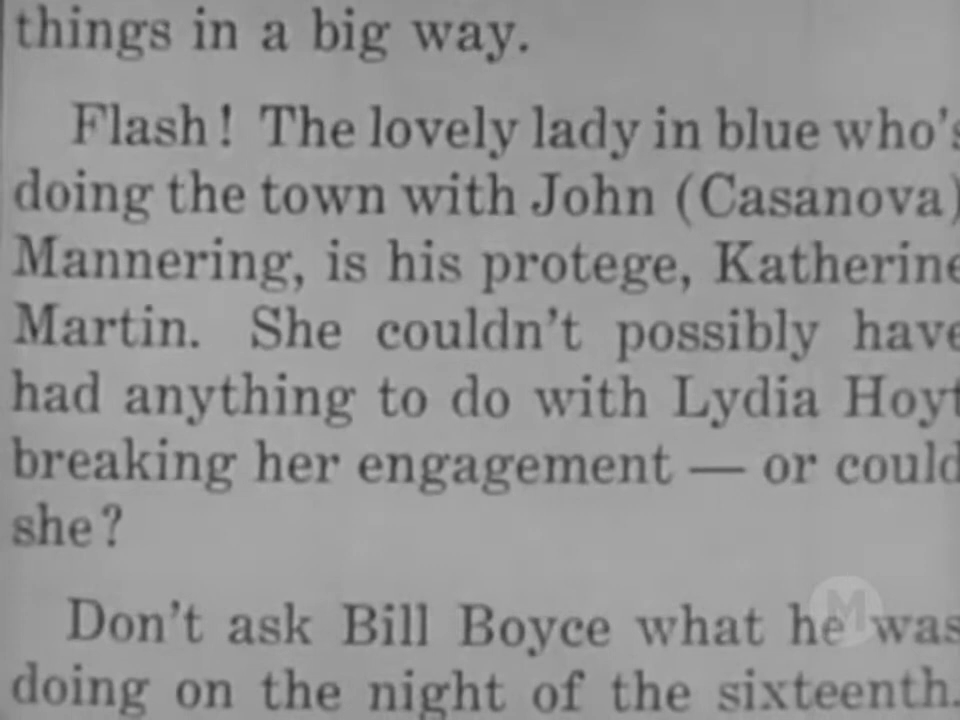 things in a big way.
Flash! The lovely lady in blue who's
doing the town with John (Casanova)
Mannering, is his protege, Katherine
Martin. She couldn't possibly have
had anything to do with Lydia Hoyt
breaking her engagement — or could
she?
Don't ask Bill Boyce what he was
doing on the night of the sixteenth.
M